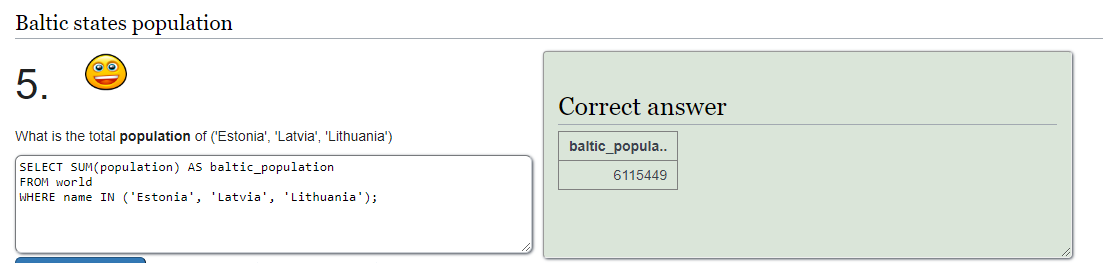 Baltic states population
5.
What is the total population of ('Estonia', 'Latvia', 'Lithuania')
SELECT SUM(population) AS baltic_population
FROM world
WHERE name IN ('Estonia', 'Latvia', 'Lithuania');
Correct answer
baltic_popula..
6115449